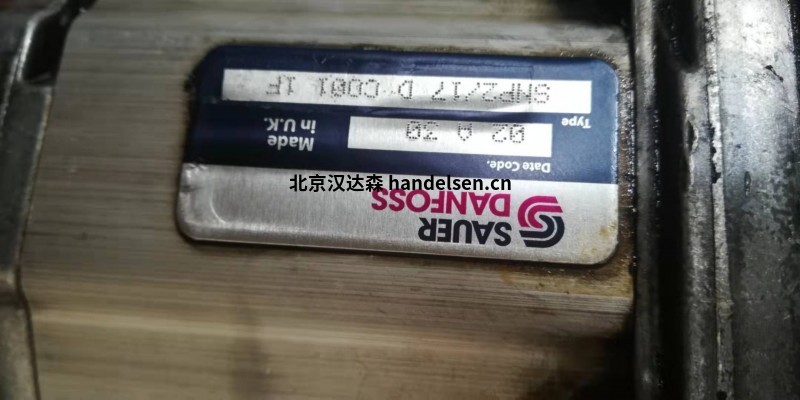 SAUER
DANFOSS
Date Code.
02 A 30
Made
in U.K.
Type
SNP2/17 D CO01 1F
北京汉达森 handelsen.cn